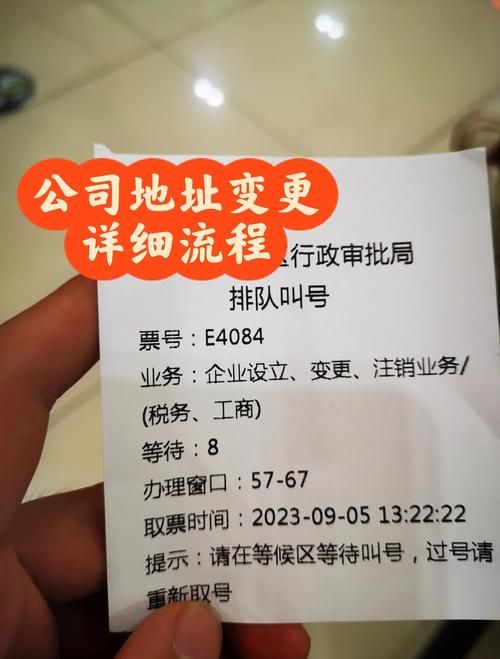 公司地址变更
详细流程
区行政审批局
排队叫号
票号：E4084
业务：企业设立、变更、注销业务/
(税务、工商)
等待：8
办理窗口：57-67
取票时间：2023-09-05 13:22:22
提示：请在等候区等待叫号，过号请
重新取号